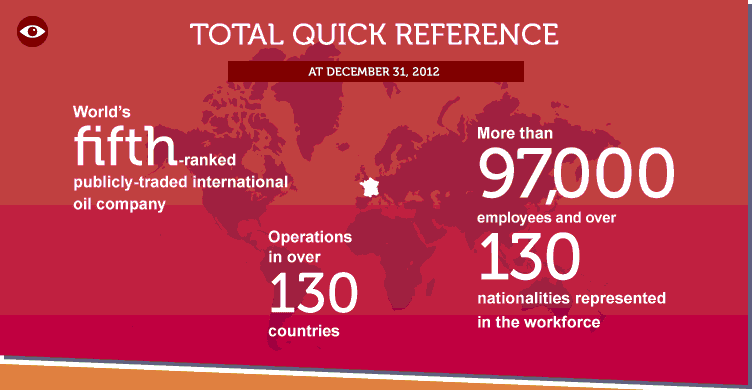 TOTAL QUICK REFERENCE
AT DECEMBER 31, 2012
World's
fifth-ranked
publicly-traded international
oil company
Operations
in over
130
countries
More than
97,000
employees and over
130
nationalities represented
in the workforce